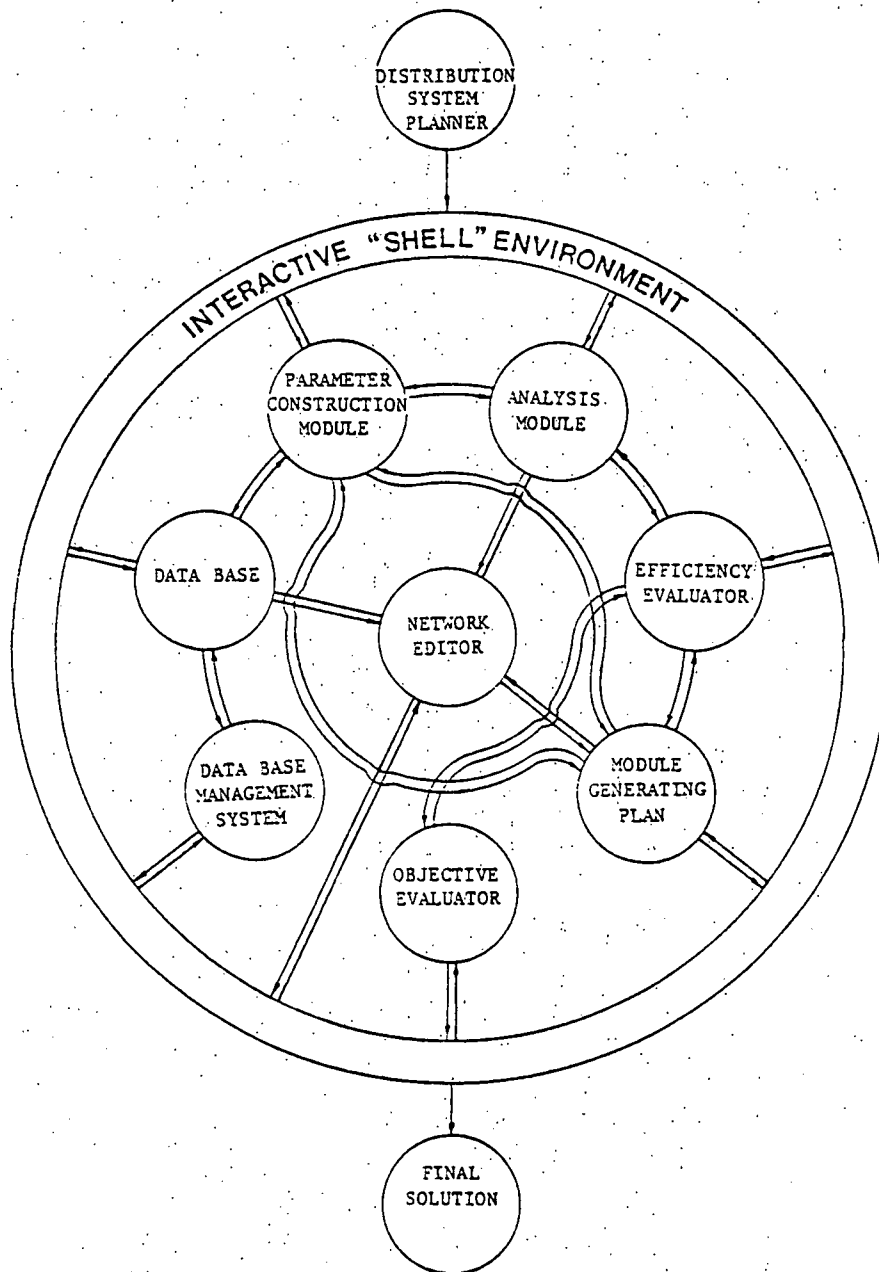 DISTRIBUTION
SYSTEM
PLANNER
INTERACTIVE “SHELL” ENVIRONMENT
PARAMETER
CONSTRUCTION
MODULE
ANALYSIS
MODULE
DATA BASE
EFFICIENCY
EVALUATOR
NETWORK
EDITOR
DATA BASE
MANAGEMENT
SYSTEM
MODULE
GENERATING
PLAN
OBJECTIVE
EVALUATOR
FINAL
SOLUTION